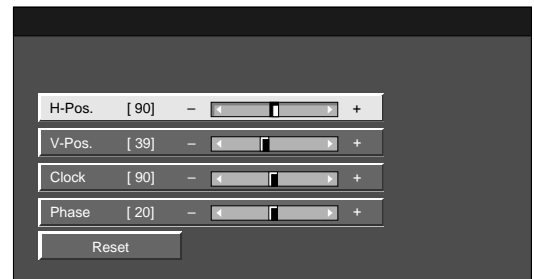 H-Pos. [ 90] – +
V-Pos. [ 39] – +
Clock [ 90] – +
Phase [ 20] – +
Reset